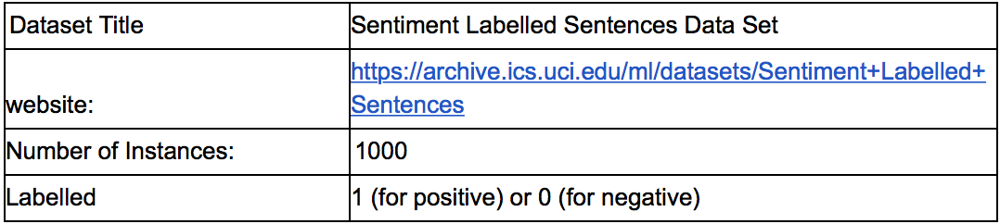 Dataset Title Sentiment Labelled Sentences Data Set
https://archive.ics.uci.edu/ml/datasets/Sentiment+Labelled+
website: Sentences
Number of Instances: 1000
Labelled 1 (for positive) or 0 (for negative)